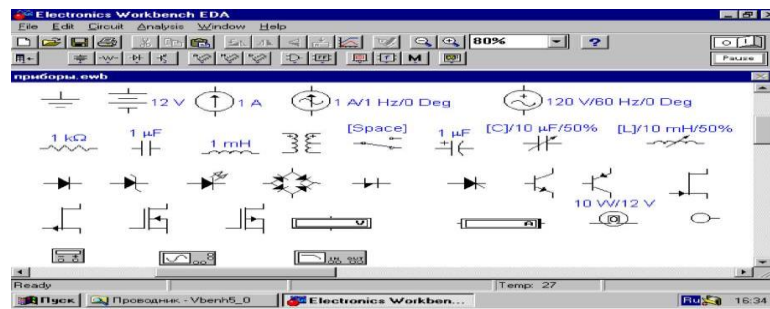 Electronics Workbench EDA
File Edit Circuit Analysis Window Help
80% ?
M
Pause
приборы.ewb
12 V 1 A 1 A/1 Hz/0 Deg 120 V/60 Hz/0 Deg
1 kΩ 1 µF 1 mH [Space] 1 µF [C]/10 µF/50% [L]/10 mH/50%
10 W/12 V
V A
IN OUT
Ready Temp: 27
Пуск Проводник - Vbenh5_0 Electronics Workben... Ru 16:34